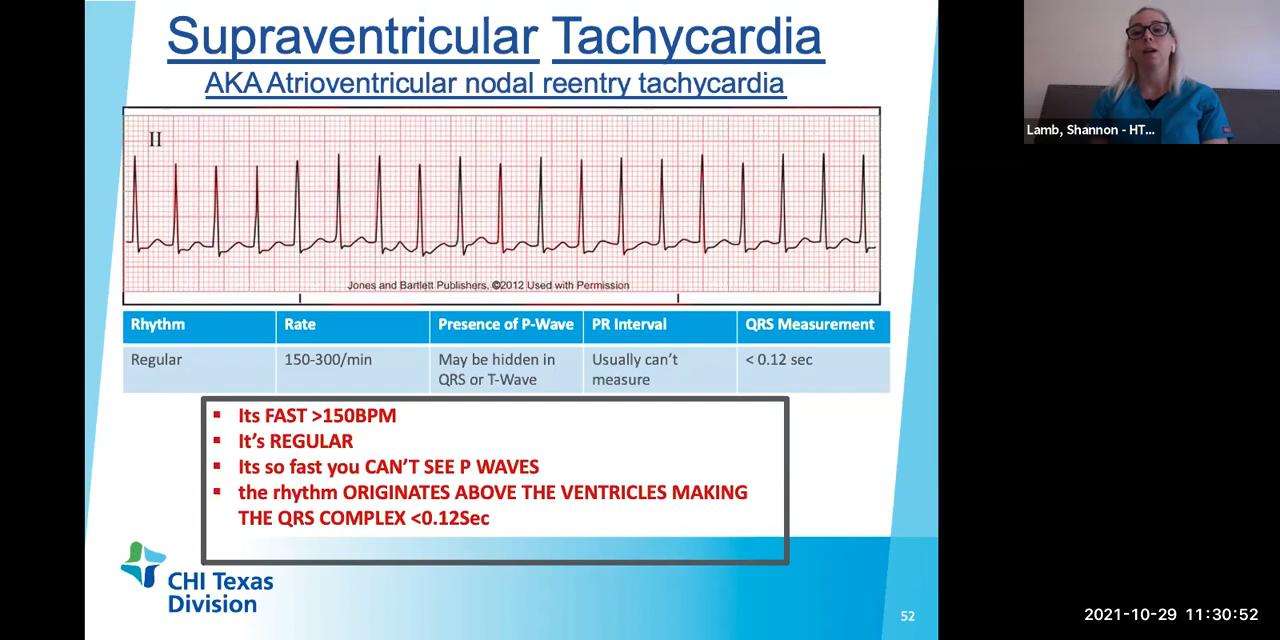 Supraventricular Tachycardia
AKA Atrioventricular nodal reentry tachycardia
II
Jones and Bartlett Publishers, ©2012 Used with Permission
Rhythm Rate Presence of P-Wave PR Interval QRS Measurement
Regular 150-300/min May be hidden in QRS or T-Wave Usually can't measure < 0.12 sec
▪ Its FAST >150BPM
▪ It's REGULAR
▪ Its so fast you CAN'T SEE P WAVES
▪ the rhythm ORIGINATES ABOVE THE VENTRICLES MAKING
THE QRS COMPLEX <0.12Sec
CHI Texas
Division
52
Lamb, Shannon - HT...
2021-10-29 11:30:52